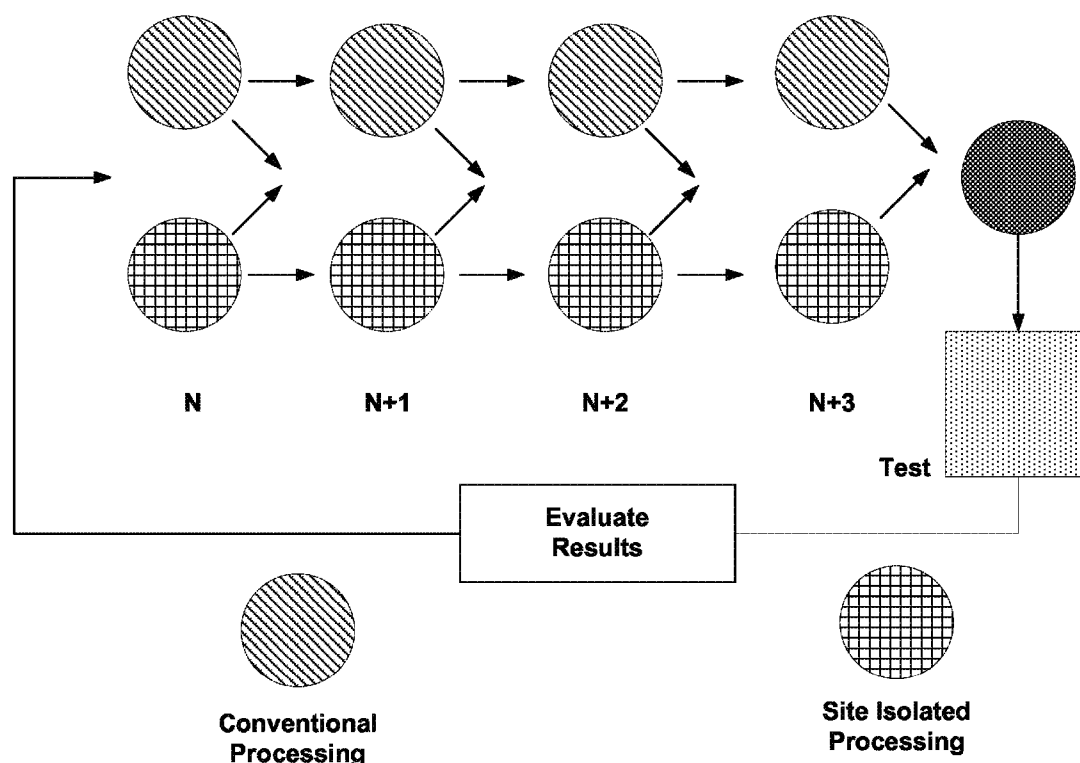 N
N+1
N+2
N+3
Test
Evaluate
Results
Conventional
Processing
Site Isolated
Processing